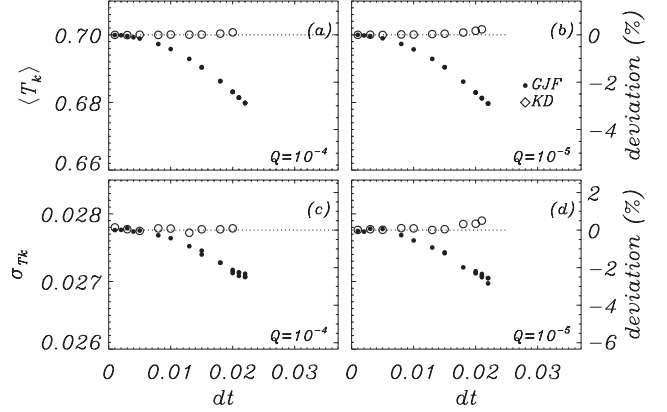 0.70
0.68
0.66
⟨T_k⟩
(a)
Q=10^{-4}
(b)
GJF
KD
Q=10^{-5}
0
−2
−4
deviation (%)
0.028
0.027
0.026
σ_{Tk}
(c)
Q=10^{-4}
(d)
Q=10^{-5}
2
0
−2
−4
−6
deviation (%)
0 0.01 0.02 0.03 0 0.01 0.02 0.03
dt dt